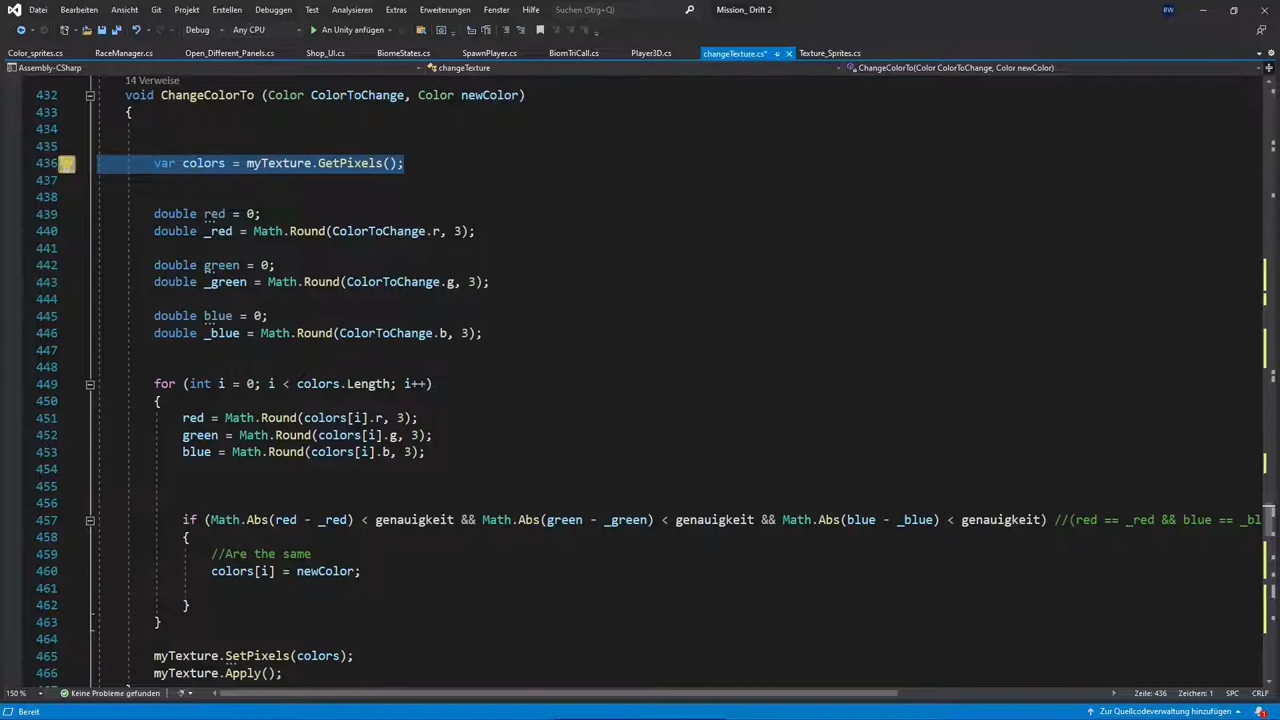 Datei Bearbeiten Ansicht Git Projekt Erstellen Debuggen Test Analysieren Extras Erweiterungen Fenster Hilfe Suchen (Strg+Q) Mission_Drift 2 BW
Debug Any CPU An Unity anfügen
Color_sprites.cs RaceManager.cs Open_Different_Panels.cs Shop_UI.cs BiomeStates.cs SpawnPlayer.cs BiomTriCall.cs Player3D.cs changeTexture.cs* Texture_Sprites.cs
Assembly-CSharp changeTexture ChangeColorTo(Color ColorToChange, Color newColor)
14 Verweise
432 void ChangeColorTo (Color ColorToChange, Color newColor)
433 {
434
435
436 var colors = myTexture.GetPixels();
437
438
439 double red = 0;
440 double _red = Math.Round(ColorToChange.r, 3);
441
442 double green = 0;
443 double _green = Math.Round(ColorToChange.g, 3);
444
445 double blue = 0;
446 double _blue = Math.Round(ColorToChange.b, 3);
447
448
449 for (int i = 0; i < colors.Length; i++)
450 {
451 red = Math.Round(colors[i].r, 3);
452 green = Math.Round(colors[i].g, 3);
453 blue = Math.Round(colors[i].b, 3);
454
455
456
457 if (Math.Abs(red - _red) < genauigkeit && Math.Abs(green - _green) < genauigkeit && Math.Abs(blue - _blue) < genauigkeit) //(red == _red && blue == _bl
458 {
459 //Are the same
460 colors[i] = newColor;
461
462 }
463 }
464
465 myTexture.SetPixels(colors);
466 myTexture.Apply();
150 % Keine Probleme gefunden Zeile: 436 Zeichen: 1 SPC CRLF
Bereit Zur Quellcodeverwaltung hinzufügen